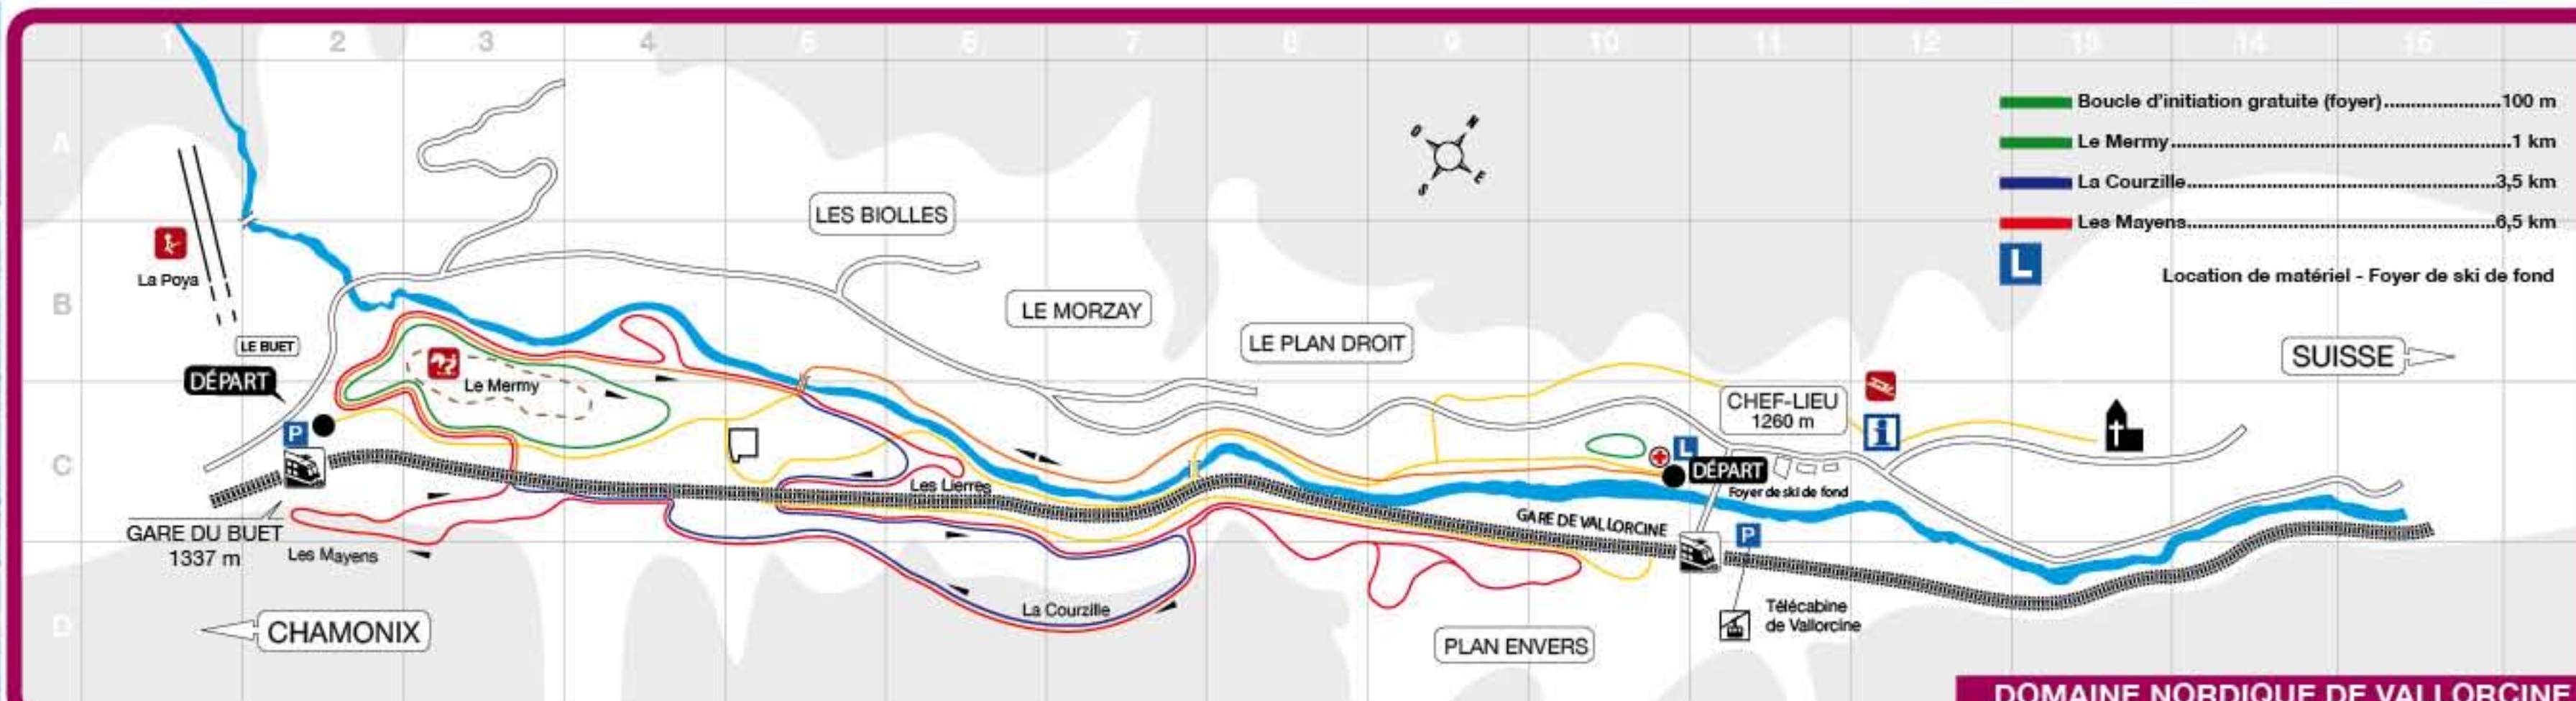 1 2 3 4 5 6 7 8 9 10 11 12 13 14 15
A
B
C
D
O N
S E
Boucle d'initiation gratuite (foyer).....................100 m
Le Mermy.............................................................1 km
La Courzille.......................................................3,5 km
Les Mayens.......................................................6,5 km
L
Location de matériel - Foyer de ski de fond
LES BIOLLES
La Poya
LE MORZAY
LE PLAN DROIT
LE BUET
DÉPART
Le Mermy
SUISSE
CHEF-LIEU
1260 m
P
i
L
DÉPART
Foyer de ski de fond
Les Lierres
GARE DU BUET
1337 m
Les Mayens
GARE DE VALLORCINE
P
La Courzille
Télécabine
de Vallorcine
CHAMONIX
PLAN ENVERS
DOMAINE NORDIQUE DE VALLORCINE